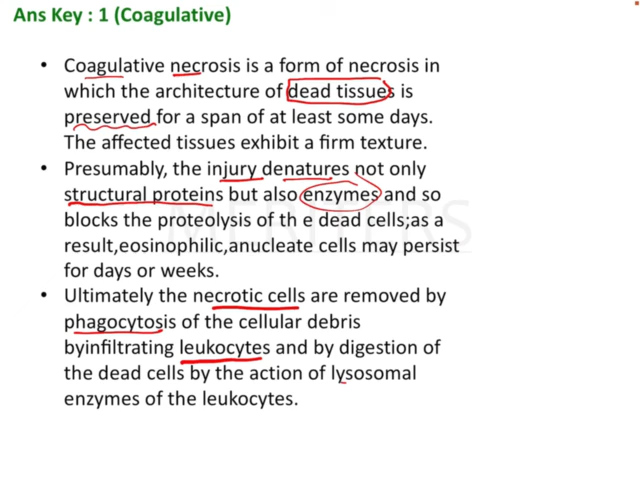 Ans Key : 1 (Coagulative)
• Coagulative necrosis is a form of necrosis in
which the architecture of dead tissues is
preserved for a span of at least some days.
The affected tissues exhibit a firm texture.
• Presumably, the injury denatures not only
structural proteins but also enzymes and so
blocks the proteolysis of th e dead cells;as a
result,eosinophilic,anucleate cells may persist
for days or weeks.
• Ultimately the necrotic cells are removed by
phagocytosis of the cellular debris
byinfiltrating leukocytes and by digestion of
the dead cells by the action of lysosomal
enzymes of the leukocytes.